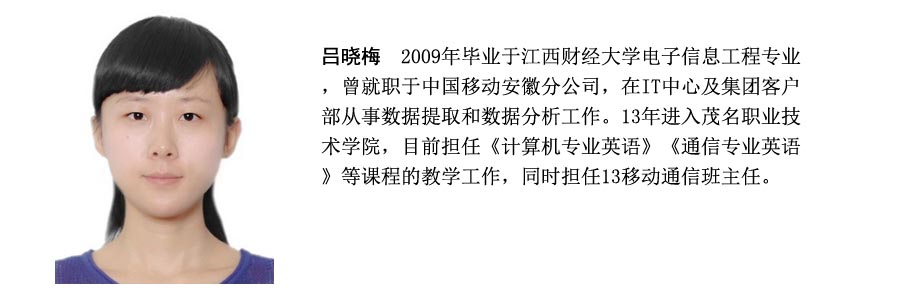 吕晓梅　2009年毕业于江西财经大学电子信息工程专业
，曾就职于中国移动安徽分公司，在IT中心及集团客户
部从事数据提取和数据分析工作。13年进入茂名职业技
术学院，目前担任《计算机专业英语》《通信专业英语
》等课程的教学工作，同时担任13移动通信班主任。